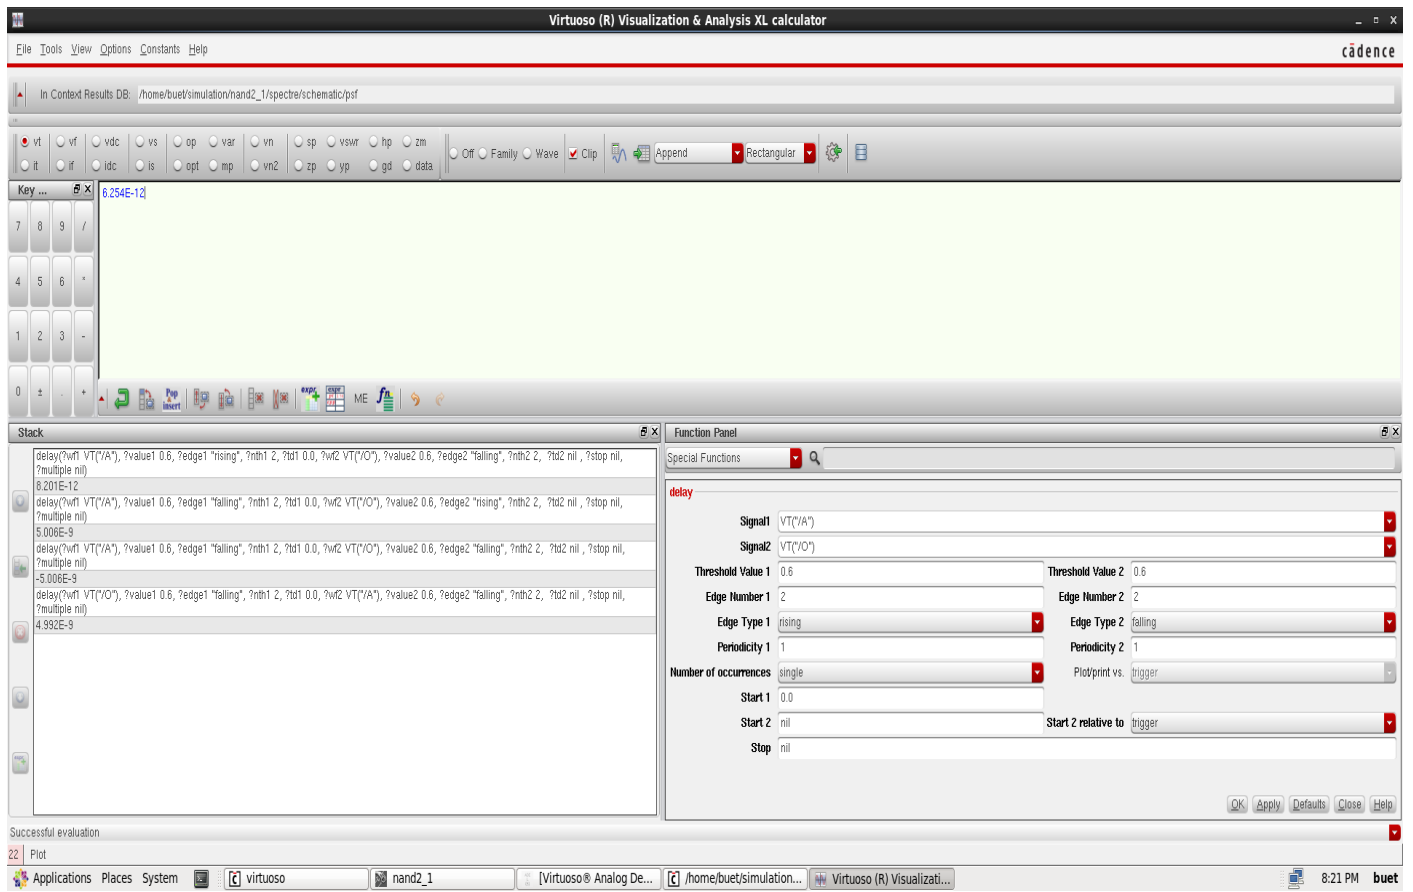 Virtuoso (R) Visualization & Analysis XL calculator
File Tools View Options Constants Help
cādence
In Context Results DB: /home/buet/simulation/nand2_1/spectre/schematic/psf
vt vf vdc vs op var vn sp vswr hp zm
it if idc is opt mp vn2 zp yp gd data
Off Family Wave Clip Append Rectangular
Key ...
6.254E-12
7 8 9 /
4 5 6 *
1 2 3 -
0 ± . +
Pop
insert
expr
expr
ME
fn
Stack
delay(?wf1 VT("/A"), ?value1 0.6, ?edge1 "rising", ?nth1 2, ?td1 0.0, ?wf2 VT("/O"), ?value2 0.6, ?edge2 "falling", ?nth2 2, ?td2 nil , ?stop nil,
?multiple nil)
8.201E-12
delay(?wf1 VT("/A"), ?value1 0.6, ?edge1 "falling", ?nth1 2, ?td1 0.0, ?wf2 VT("/O"), ?value2 0.6, ?edge2 "rising", ?nth2 2, ?td2 nil , ?stop nil,
?multiple nil)
5.006E-9
delay(?wf1 VT("/A"), ?value1 0.6, ?edge1 "falling", ?nth1 2, ?td1 0.0, ?wf2 VT("/O"), ?value2 0.6, ?edge2 "falling", ?nth2 2, ?td2 nil , ?stop nil,
?multiple nil)
-5.006E-9
delay(?wf1 VT("/O"), ?value1 0.6, ?edge1 "falling", ?nth1 2, ?td1 0.0, ?wf2 VT("/A"), ?value2 0.6, ?edge2 "falling", ?nth2 2, ?td2 nil , ?stop nil,
?multiple nil)
4.992E-9
Function Panel
Special Functions
delay
Signal1 VT("/A")
Signal2 VT("/O")
Threshold Value 1 0.6 Threshold Value 2 0.6
Edge Number 1 2 Edge Number 2 2
Edge Type 1 rising Edge Type 2 falling
Periodicity 1 1 Periodicity 2 1
Number of occurrences single Plot/print vs. trigger
Start 1 0.0
Start 2 nil Start 2 relative to trigger
Stop nil
OK Apply Defaults Close Help
Successful evaluation
22 Plot
Applications Places System virtuoso nand2_1 [Virtuoso® Analog De... /home/buet/simulation... Virtuoso (R) Visualizati... 8:21 PM buet